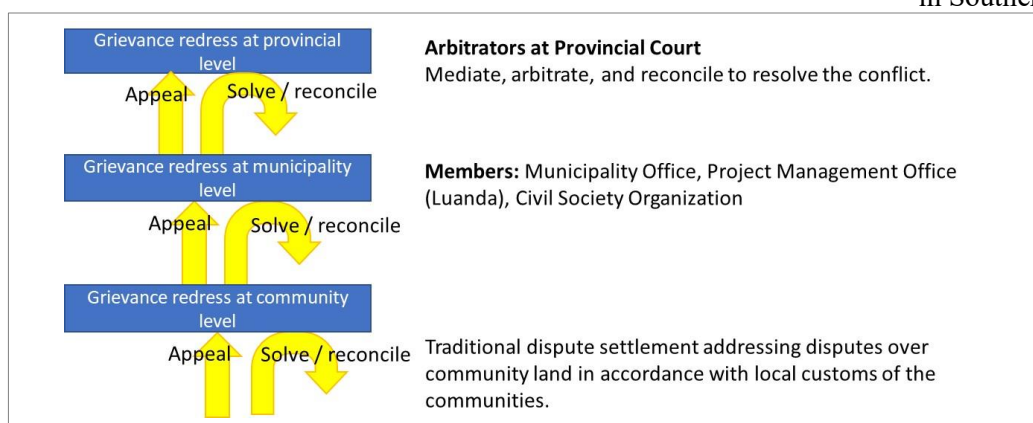 in Southe
Grievance redress at provincial
level
Arbitrators at Provincial Court
Mediate, arbitrate, and reconcile to resolve the conflict.
Appeal
Solve / reconcile
Grievance redress at municipality
level
Members: Municipality Office, Project Management Office
(Luanda), Civil Society Organization
Appeal
Solve / reconcile
Grievance redress at community
level
Appeal
Solve / reconcile
Traditional dispute settlement addressing disputes over
community land in accordance with local customs of the
communities.